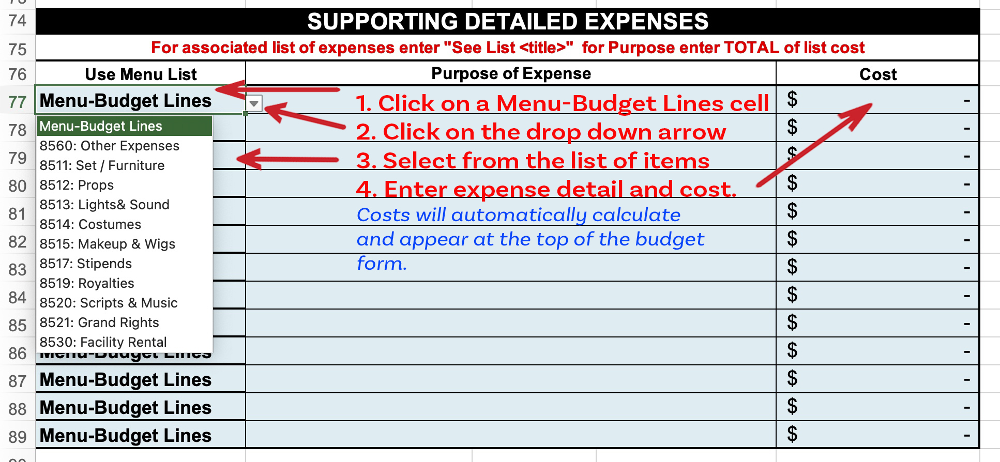 74 SUPPORTING DETAILED EXPENSES
75 For associated list of expenses enter "See List <title>" for Purpose enter TOTAL of list cost
76 Use Menu List Purpose of Expense Cost
77 Menu-Budget Lines 1. Click on a Menu-Budget Lines cell $ -
Menu-Budget Lines
78 2. Click on the drop down arrow $ -
8560: Other Expenses
79 3. Select from the list of items $ -
8511: Set / Furniture
8512: Props
80 4. Enter expense detail and cost. $ -
8513: Lights& Sound
81 Costs will automatically calculate $ -
8514: Costumes
82 and appear at the top of the budget $ -
8515: Makeup & Wigs
83 form. $ -
8517: Stipends
8519: Royalties
84 $ -
8520: Scripts & Music
85 $ -
8521: Grand Rights
8530: Facility Rental
86 Menu-Budget Lines $ -
87 Menu-Budget Lines $ -
88 Menu-Budget Lines $ -
89 Menu-Budget Lines $ -